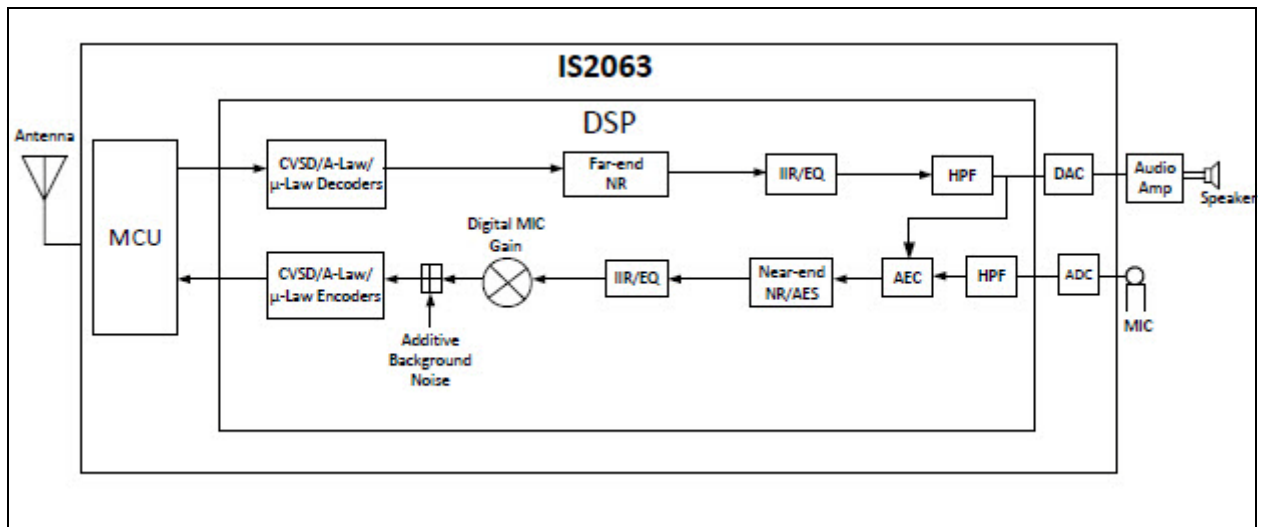 IS2063
DSP
Antenna
MCU
CVSD/A-Law/
μ-Law Decoders
Far-end
NR
IIR/EQ
HPF
DAC
Audio
Amp
Speaker
CVSD/A-Law/
μ-Law Encoders
Additive
Background
Noise
Digital MIC
Gain
IIR/EQ
Near-end
NR/AES
AEC
HPF
ADC
MIC